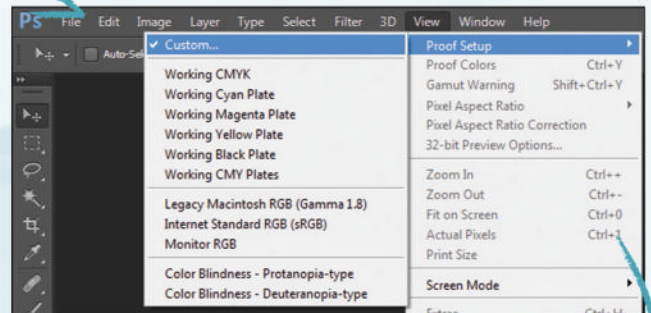 Ps File Edit Image Layer Type Select Filter 3D View Window Help
Custom...
Working CMYK
Working Cyan Plate
Working Magenta Plate
Working Yellow Plate
Working Black Plate
Working CMY Plates
Legacy Macintosh RGB (Gamma 1.8)
Internet Standard RGB (sRGB)
Monitor RGB
Color Blindness - Protanopia-type
Color Blindness - Deuteranopia-type
Proof Setup
Proof Colors Ctrl+Y
Gamut Warning Shift+Ctrl+Y
Pixel Aspect Ratio
Pixel Aspect Ratio Correction
32-bit Preview Options...
Zoom In Ctrl++
Zoom Out Ctrl+-
Fit on Screen Ctrl+0
Actual Pixels Ctrl+1
Print Size
Screen Mode